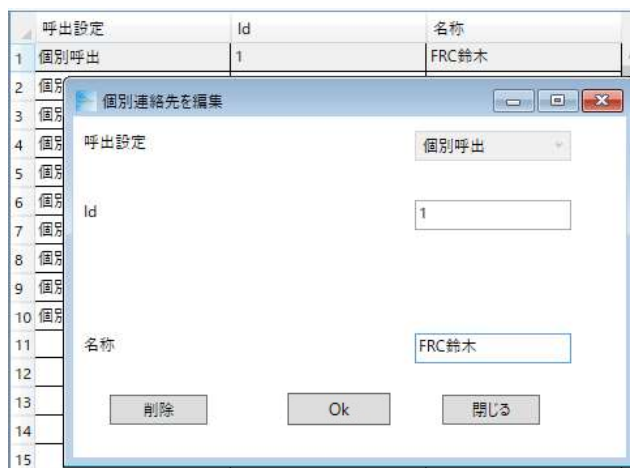 呼出設定 Id 名称
1 個別呼出 1 FRC鈴木
2 個別
3 個別
4 個別
5 個別
6 個別
7 個別
8 個別
9 個別
10 個別
11
12
13
14
15
個別連絡先を編集
呼出設定 個別呼出
Id 1
名称 FRC鈴木
削除 Ok 閉じる